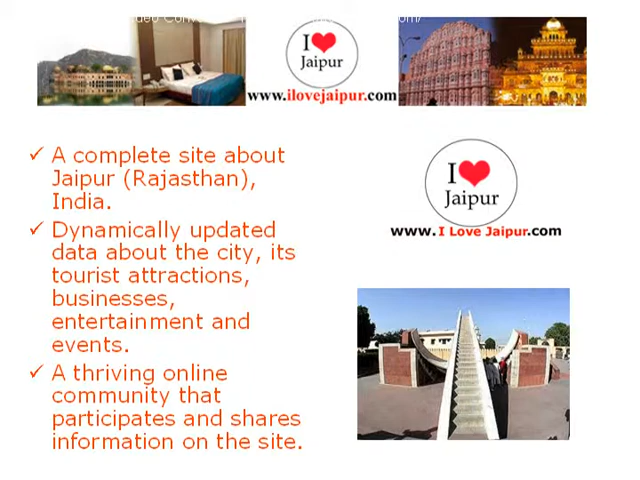 I
Jaipur
www.ilovejaipur.com
✓ A complete site about
Jaipur (Rajasthan),
India.
✓ Dynamically updated
data about the city, its
tourist attractions,
businesses,
entertainment and
events.
✓ A thriving online
community that
participates and shares
information on the site.
I
Jaipur
www.I Love Jaipur.com